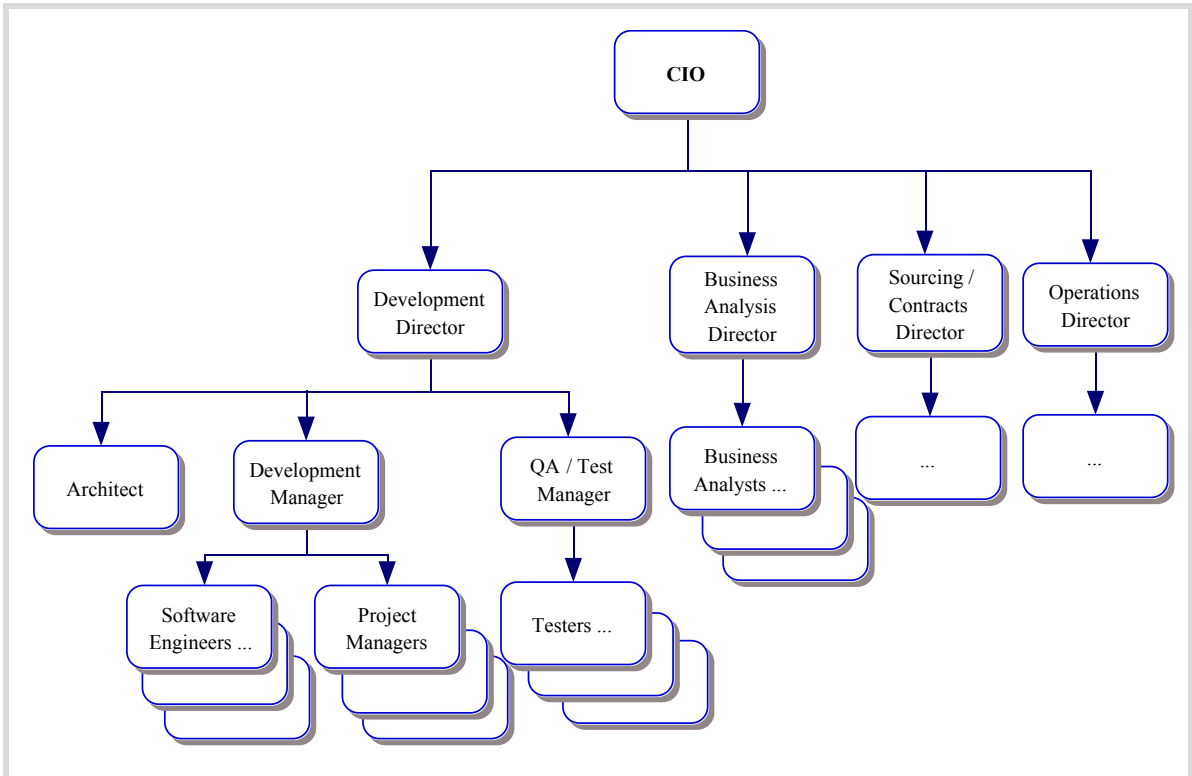 CIO
Development
Director
Business
Analysis
Director
Sourcing /
Contracts
Director
Operations
Director
Architect
Development
Manager
QA / Test
Manager
Business
Analysts ...
...
...
Software
Engineers ...
Project
Managers
Testers ...